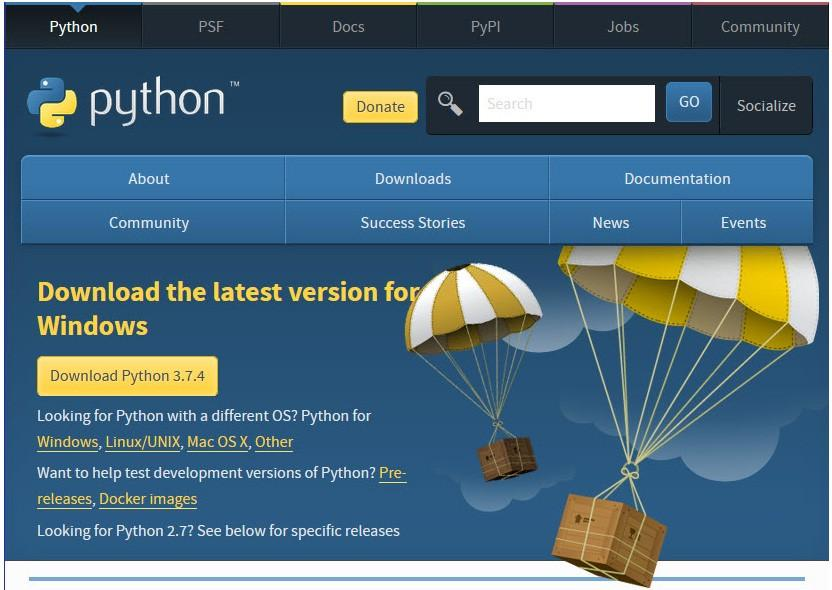 Python PSF Docs PyPI Jobs Community
python™
Donate Search GO Socialize
About Downloads Documentation
Community Success Stories News Events
Download the latest version for
Windows
Download Python 3.7.4
Looking for Python with a different OS? Python for
Windows, Linux/UNIX, Mac OS X, Other
Want to help test development versions of Python? Pre-
releases, Docker images
Looking for Python 2.7? See below for specific releases